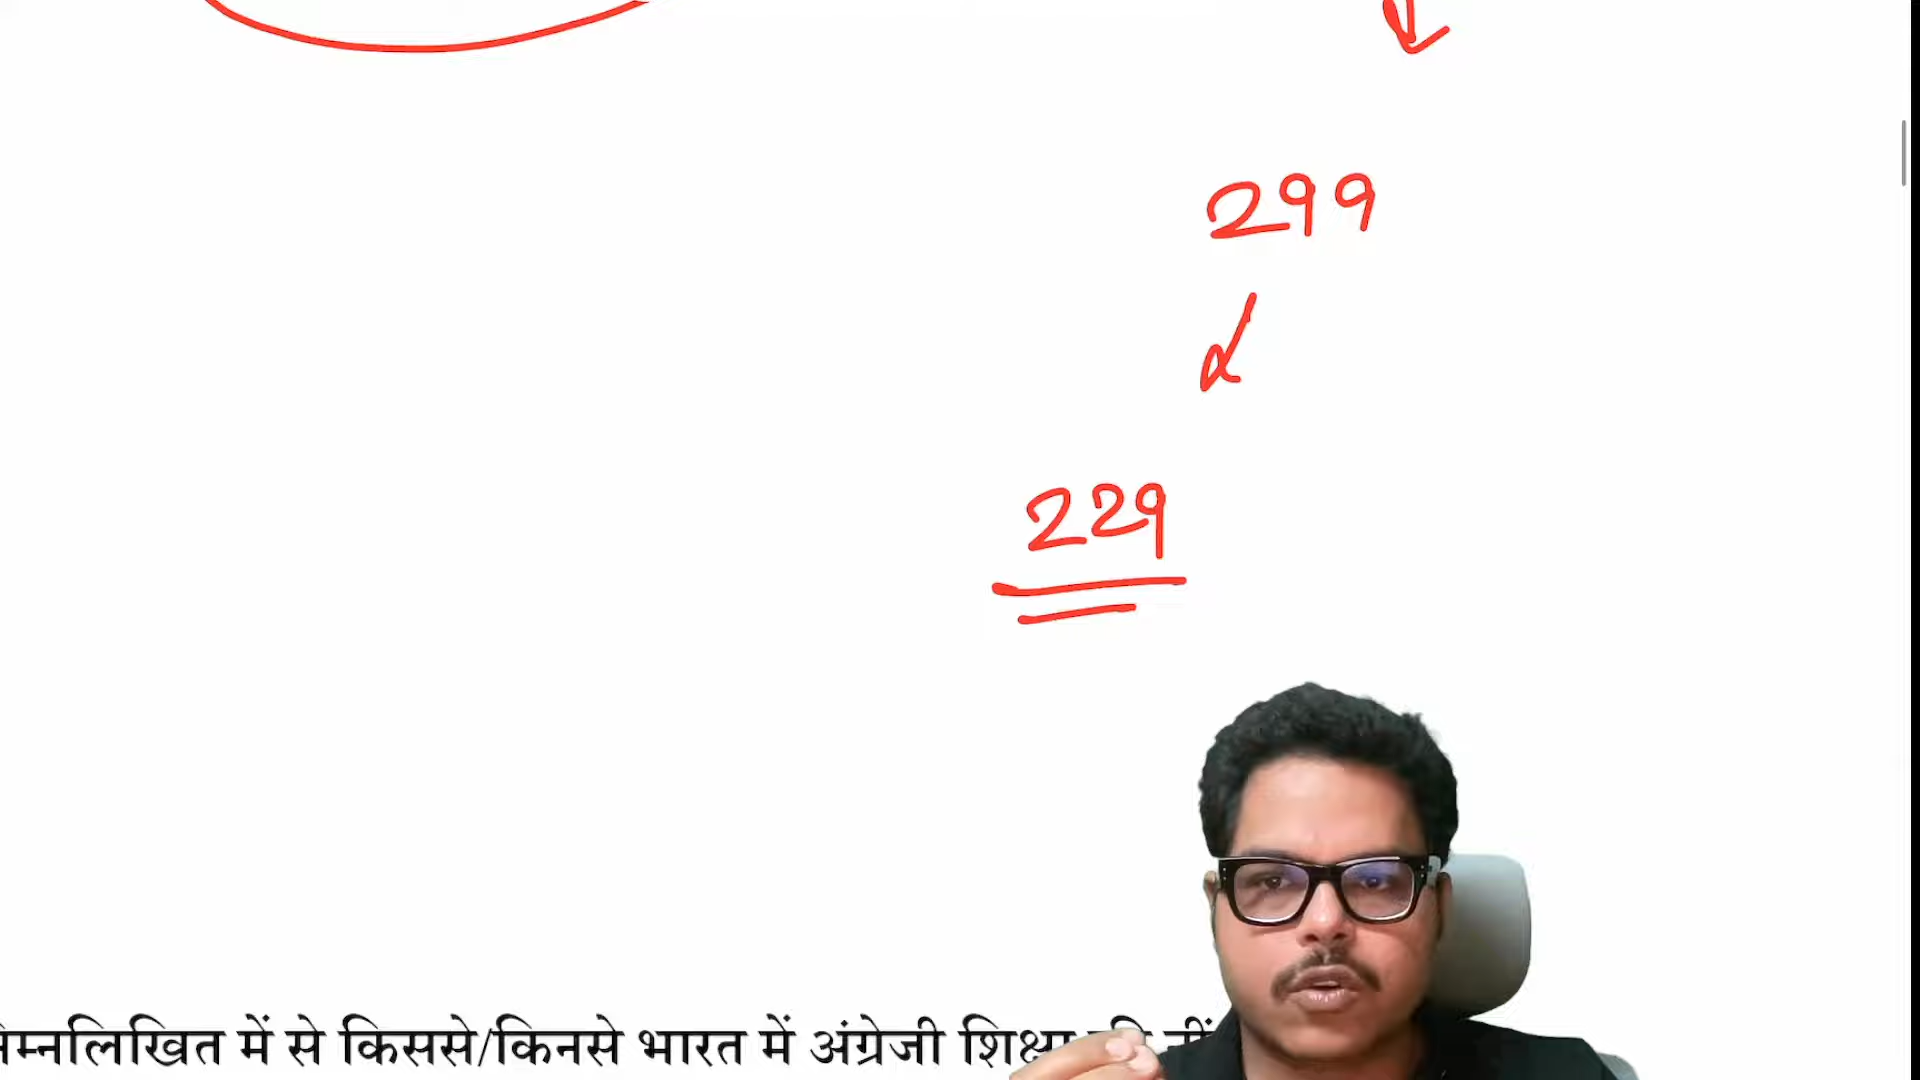 299
229
निम्नलिखित में से किससे/किनसे भारत में अंग्रेजी शिक्षा की नीं